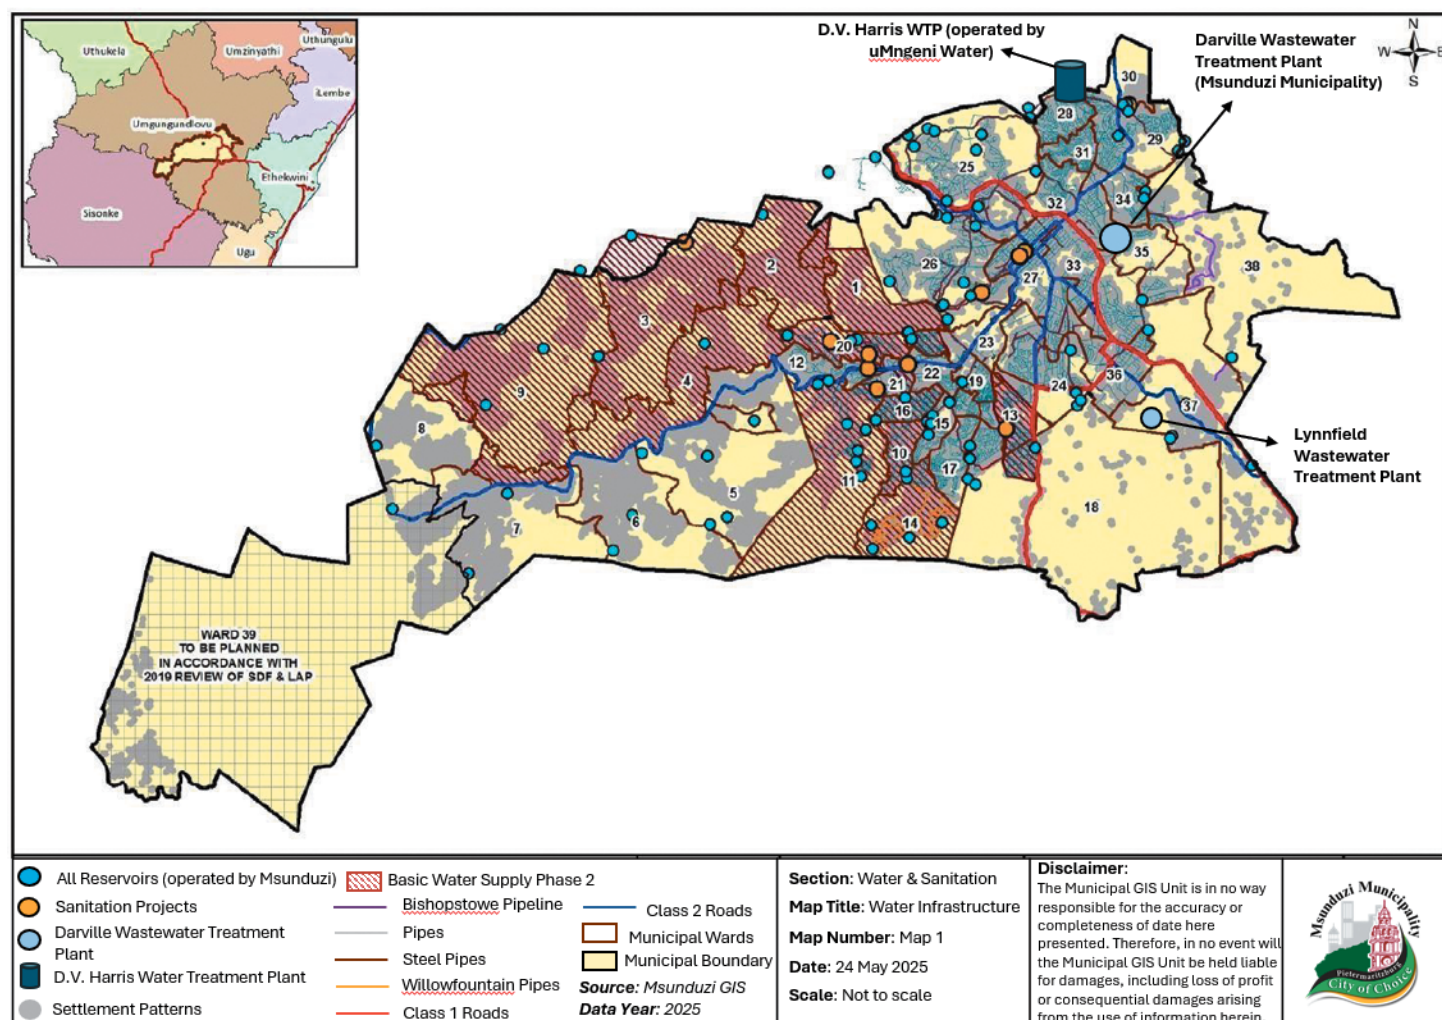 Uthukela
Umzinyathi
Uthungulu
iLembe
Umgungundlovu
Ethekwini
Sisonke
Ugu
D.V. Harris WTP (operated by
uMngeni Water)
Darville Wastewater
Treatment Plant
(Msunduzi Municipality)
N
W E
S
30
28
29
31
25
34
32
35
38
26
33
27
2
1
3
20
23
12
22
4
21
19
24
36
9
16
13
37
8
15
10
17
11
5
6
7
14
18
Lynnfield
Wastewater
Treatment Plant
WARD 39
TO BE PLANNED
IN ACCORDANCE WITH
2019 REVIEW OF SDF & LAP
All Reservoirs (operated by Msunduzi)
Sanitation Projects
Darville Wastewater Treatment
Plant
D.V. Harris Water Treatment Plant
Settlement Patterns
Basic Water Supply Phase 2
Bishopstowe Pipeline
Pipes
Steel Pipes
Willowfountain Pipes
Class 1 Roads
Class 2 Roads
Municipal Wards
Municipal Boundary
Source: Msunduzi GIS
Data Year: 2025
Section: Water & Sanitation
Map Title: Water Infrastructure
Map Number: Map 1
Date: 24 May 2025
Scale: Not to scale
Disclaimer:
The Municipal GIS Unit is in no way
responsible for the accuracy or
completeness of date here
presented. Therefore, in no event will
the Municipal GIS Unit be held liable
for damages, including loss of profit
or consequential damages arising
from the use of information herein.
Msunduzi Municipality
Pietermaritzburg
City of Choice